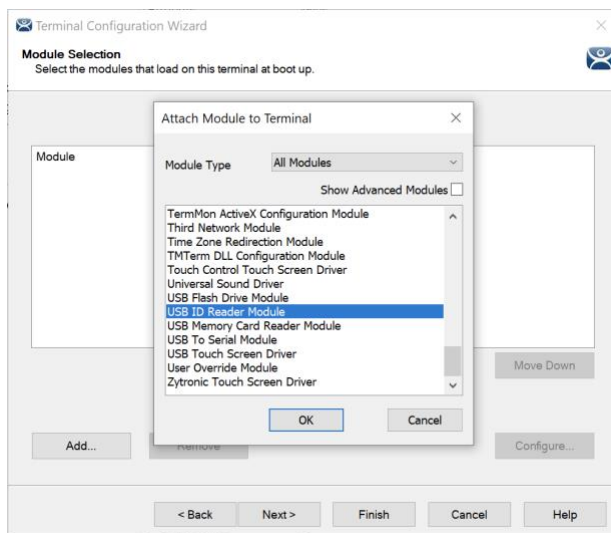 Terminal Configuration Wizard
Module Selection
Select the modules that load on this terminal at boot up.
Attach Module to Terminal
Module
Module Type
All Modules
Show Advanced Modules
TermMon ActiveX Configuration Module
Third Network Module
Time Zone Redirection Module
TMTerm DLL Configuration Module
Touch Control Touch Screen Driver
Universal Sound Driver
USB Flash Drive Module
USB ID Reader Module
USB Memory Card Reader Module
USB To Serial Module
USB Touch Screen Driver
User Override Module
Zytronic Touch Screen Driver
Move Down
OK
Cancel
Add...
Remove
Configure...
< Back
Next >
Finish
Cancel
Help